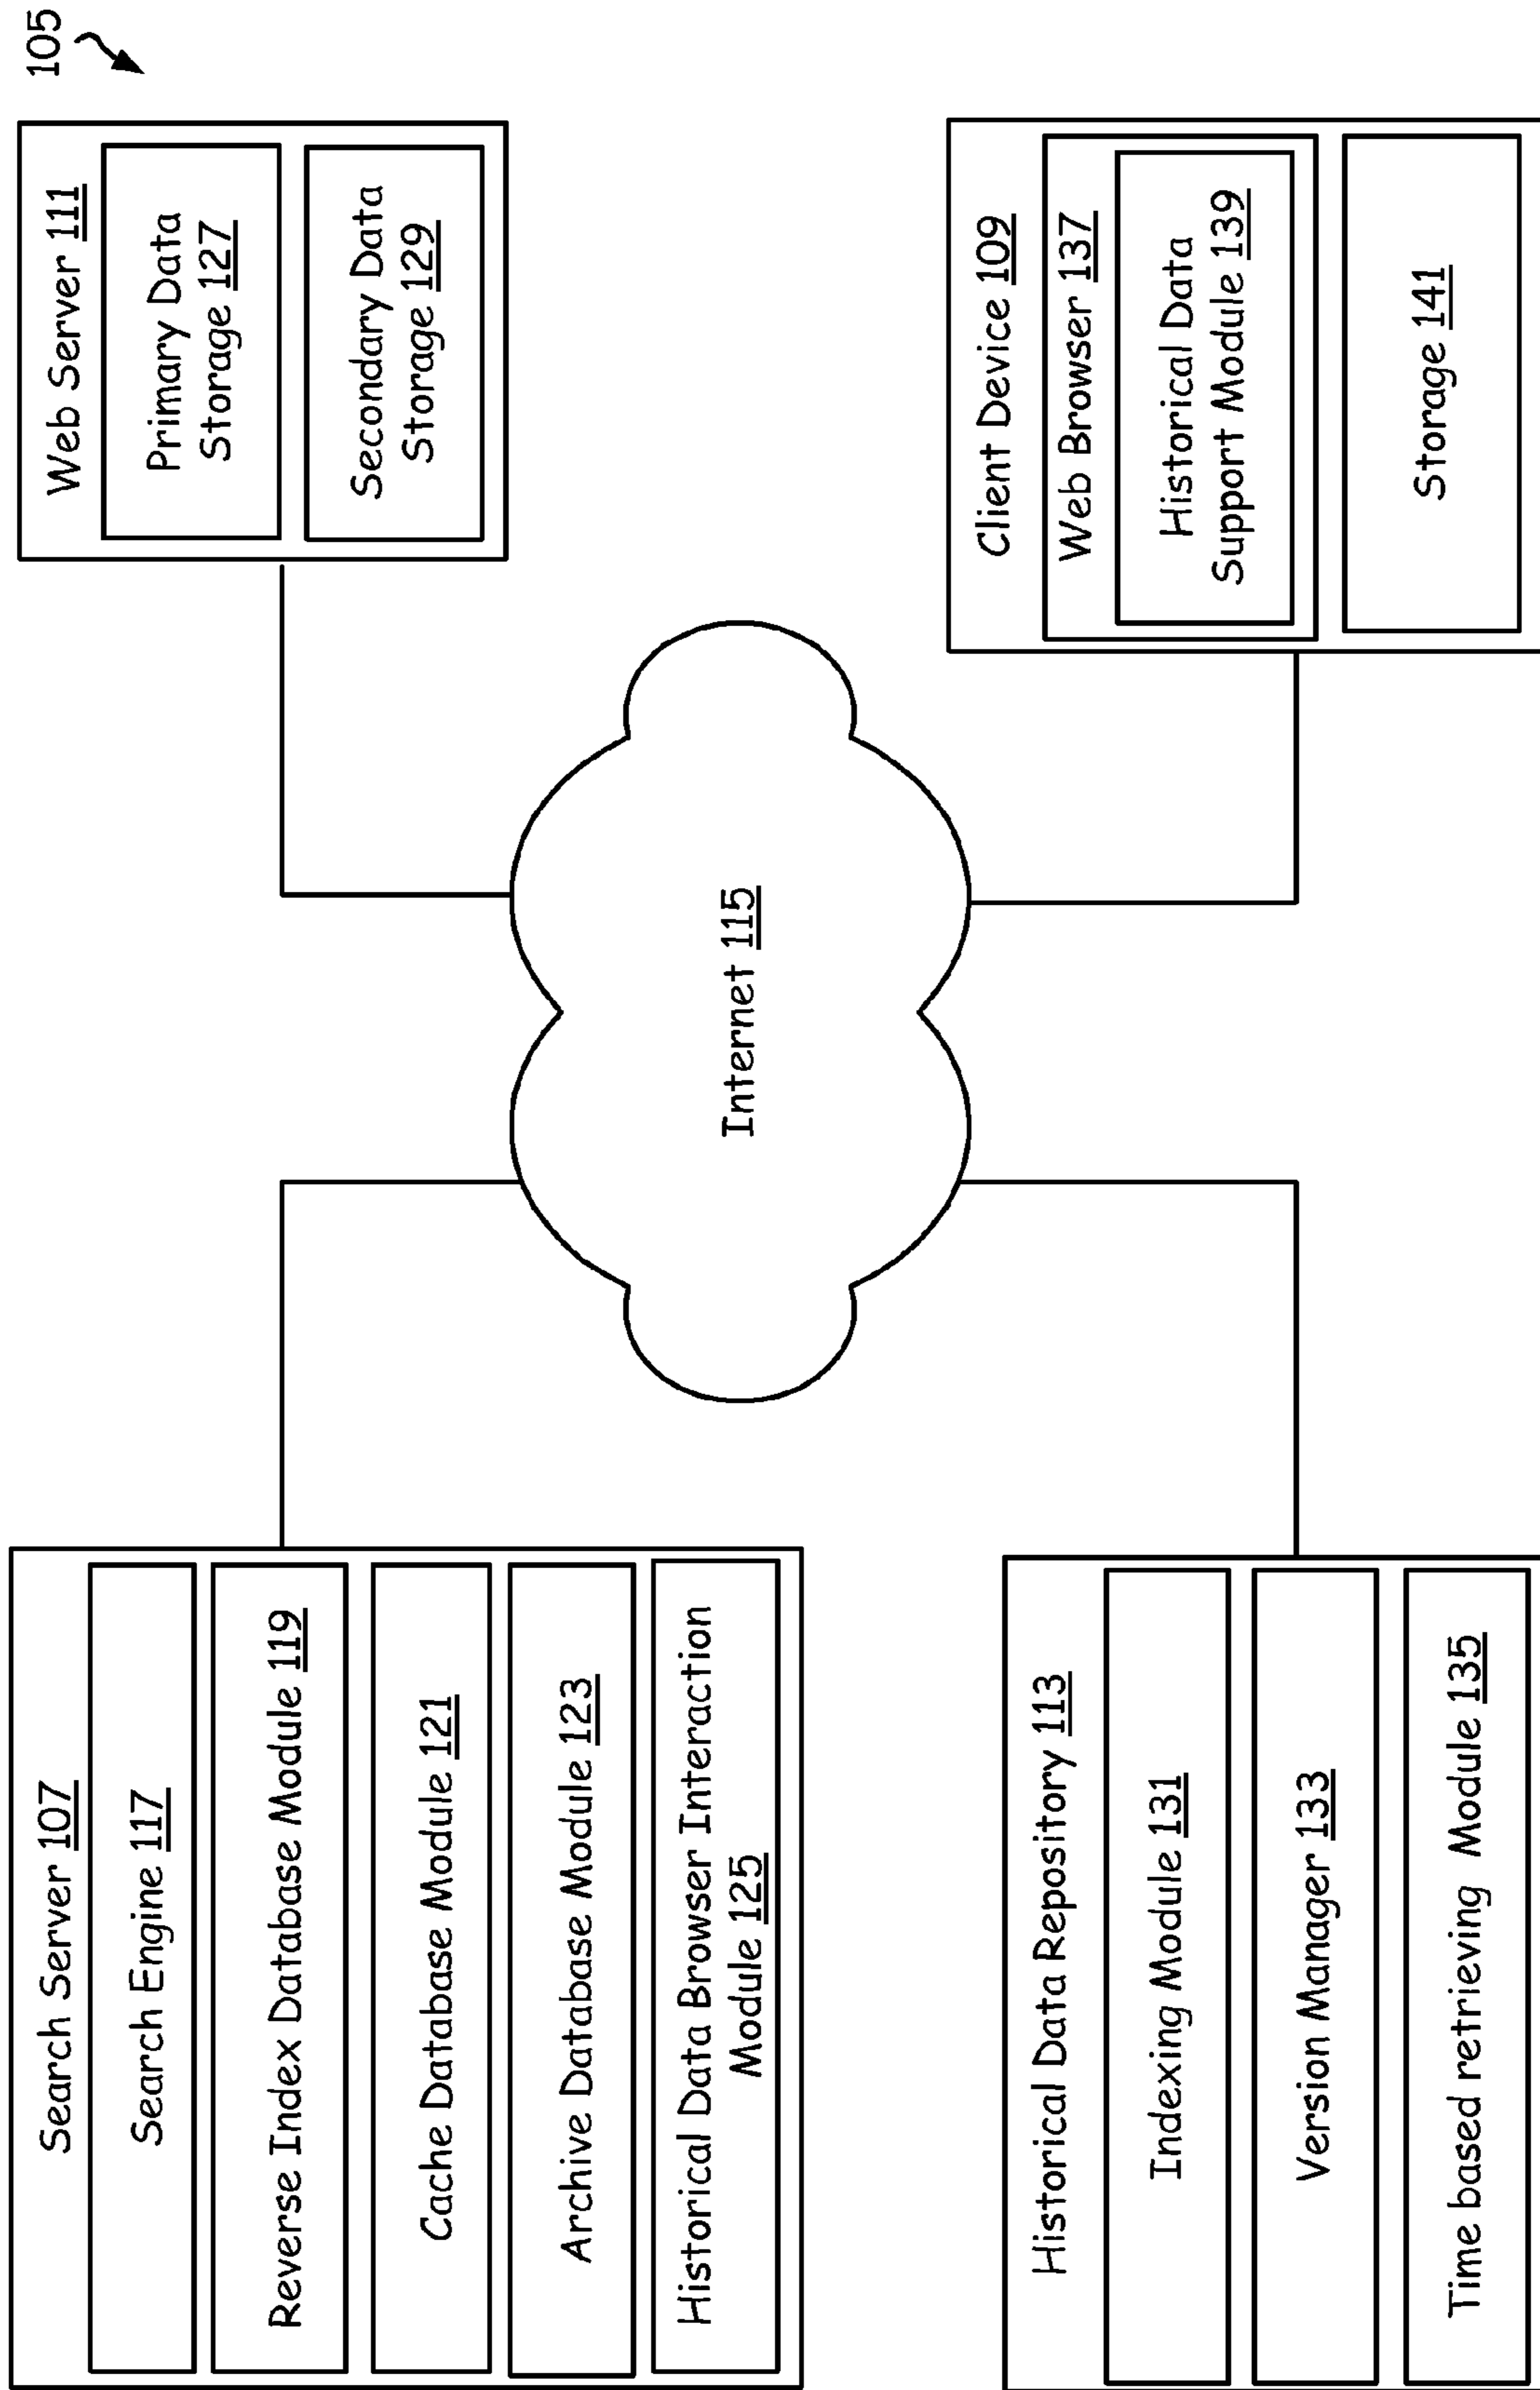 105
Search Server 107
Search Engine 117
Reverse Index Database Module 119
Cache Database Module 121
Archive Database Module 123
Historical Data Browser Interaction
Module 125
Web Server 111
Primary Data
Storage 127
Secondary Data
Storage 129
Internet 115
Historical Data Repository 113
Indexing Module 131
Version Manager 133
Time based retrieving Module 135
Client Device 109
Web Browser 137
Historical Data
Support Module 139
Storage 141